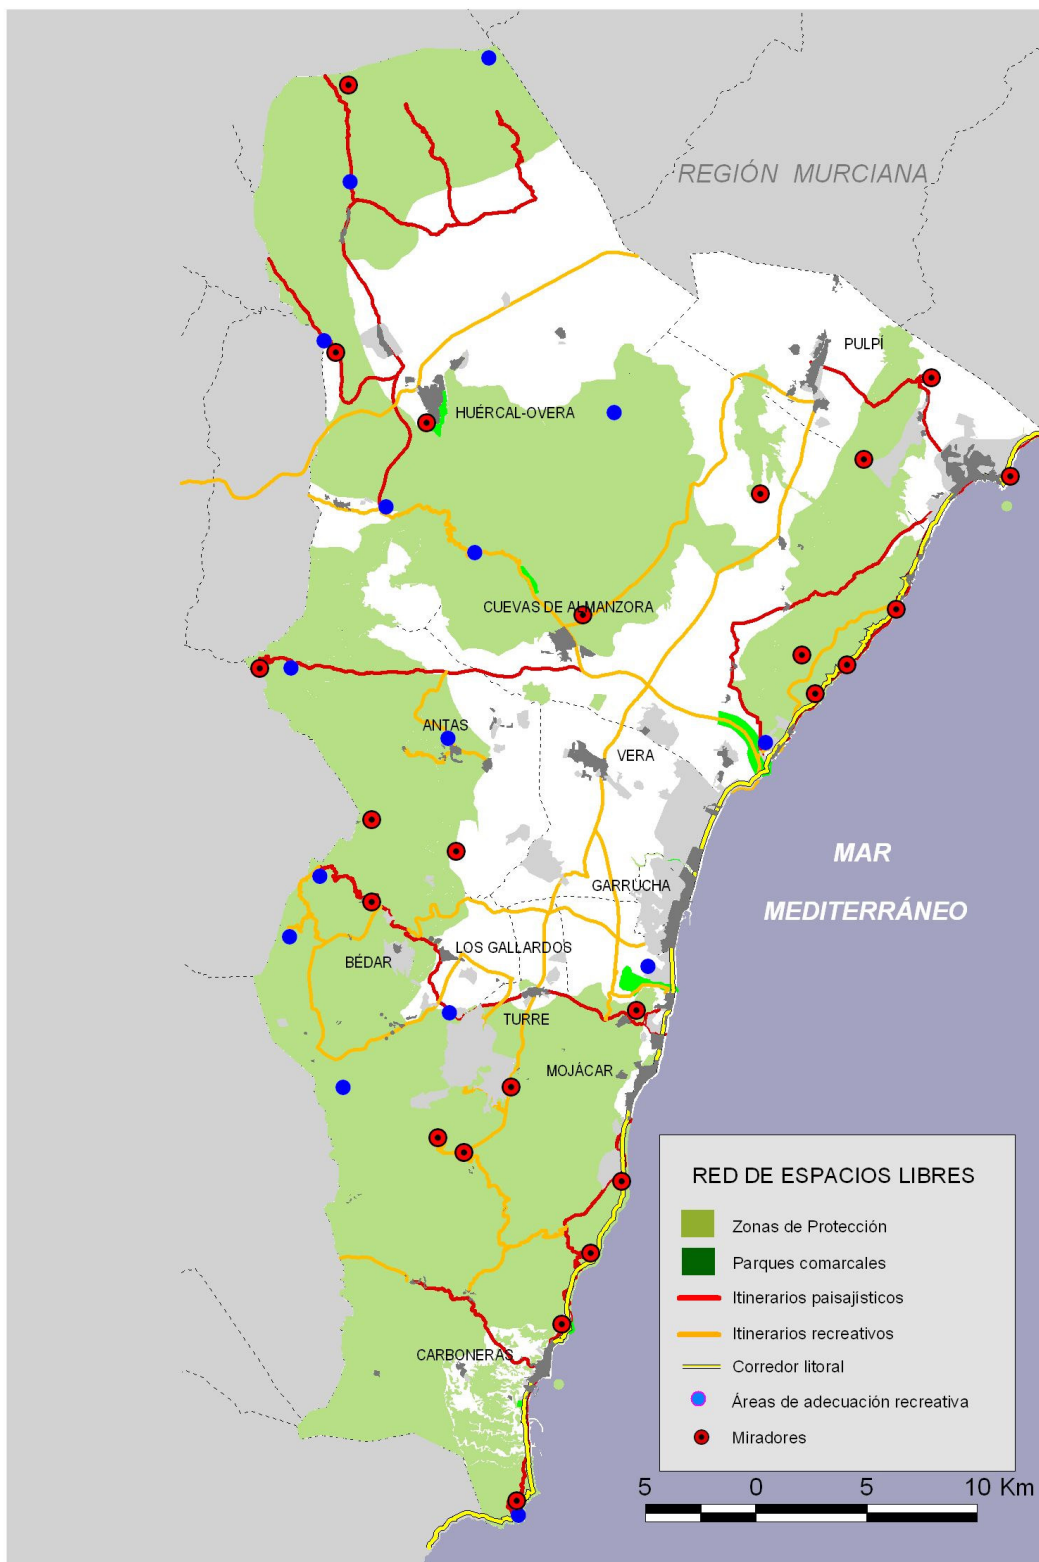 REGIÓN MURCIANA
PULPÍ
HUÉRCAL-OVERA
CUEVAS DE ALMANZORA
ANTAS
VERA
MAR
MEDITERRÁNEO
GARRUCHA
LOS GALLARDOS
BÉDAR
TURRE
MOJÁCAR
CARBONERAS
RED DE ESPACIOS LIBRES
Zonas de Protección
Parques comarcales
Itinerarios paisajísticos
Itinerarios recreativos
Corredor litoral
Áreas de adecuación recreativa
Miradores
5 0 5 10 Km